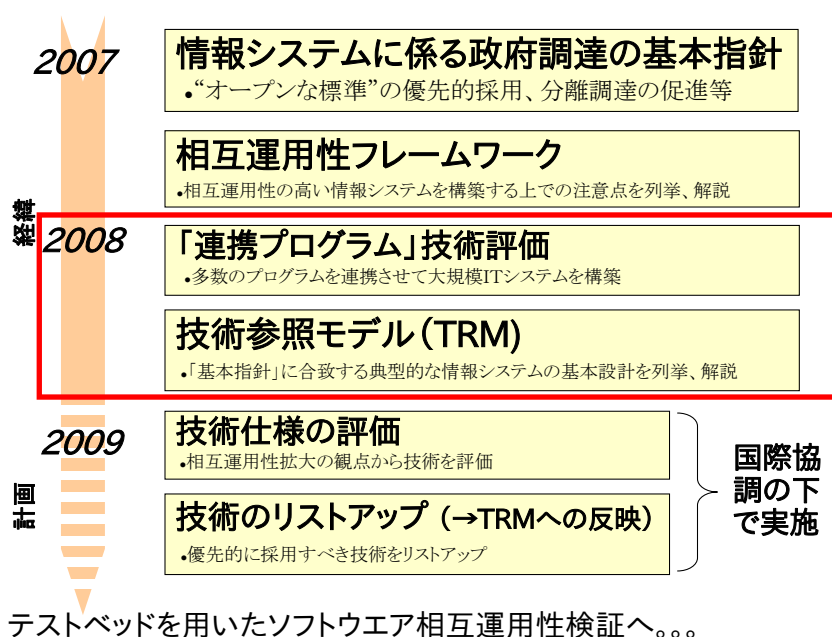 2007
情報システムに係る政府調達の基本指針
•“オープンな標準”の優先的採用、分離調達の促進等
相互運用性フレームワーク
•相互運用性の高い情報システムを構築する上での注意点を列挙、解説
経緯
2008
「連携プログラム」技術評価
•多数のプログラムを連携させて大規模ITシステムを構築
技術参照モデル（TRM)
•「基本指針」に合致する典型的な情報システムの基本設計を列挙、解説
2009
技術仕様の評価
•相互運用性拡大の観点から技術を評価
国際協
調の下
で実施
計画
技術のリストアップ（→TRMへの反映）
•優先的に採用すべき技術をリストアップ
テストベッドを用いたソフトウエア相互運用性検証へ。。。